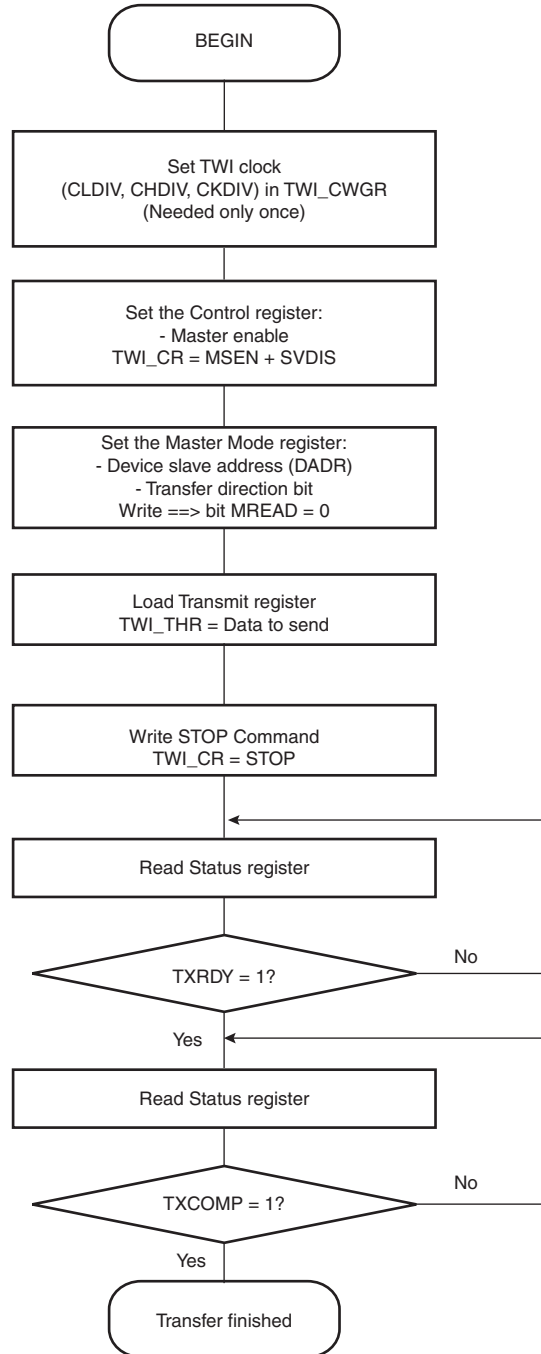 BEGIN
Set TWI clock
(CLDIV, CHDIV, CKDIV) in TWI_CWGR
(Needed only once)
Set the Control register:
- Master enable
TWI_CR = MSEN + SVDIS
Set the Master Mode register:
- Device slave address (DADR)
- Transfer direction bit
Write ==> bit MREAD = 0
Load Transmit register
TWI_THR = Data to send
Write STOP Command
TWI_CR = STOP
Read Status register
TXRDY = 1?
No
Yes
Read Status register
TXCOMP = 1?
No
Yes
Transfer finished